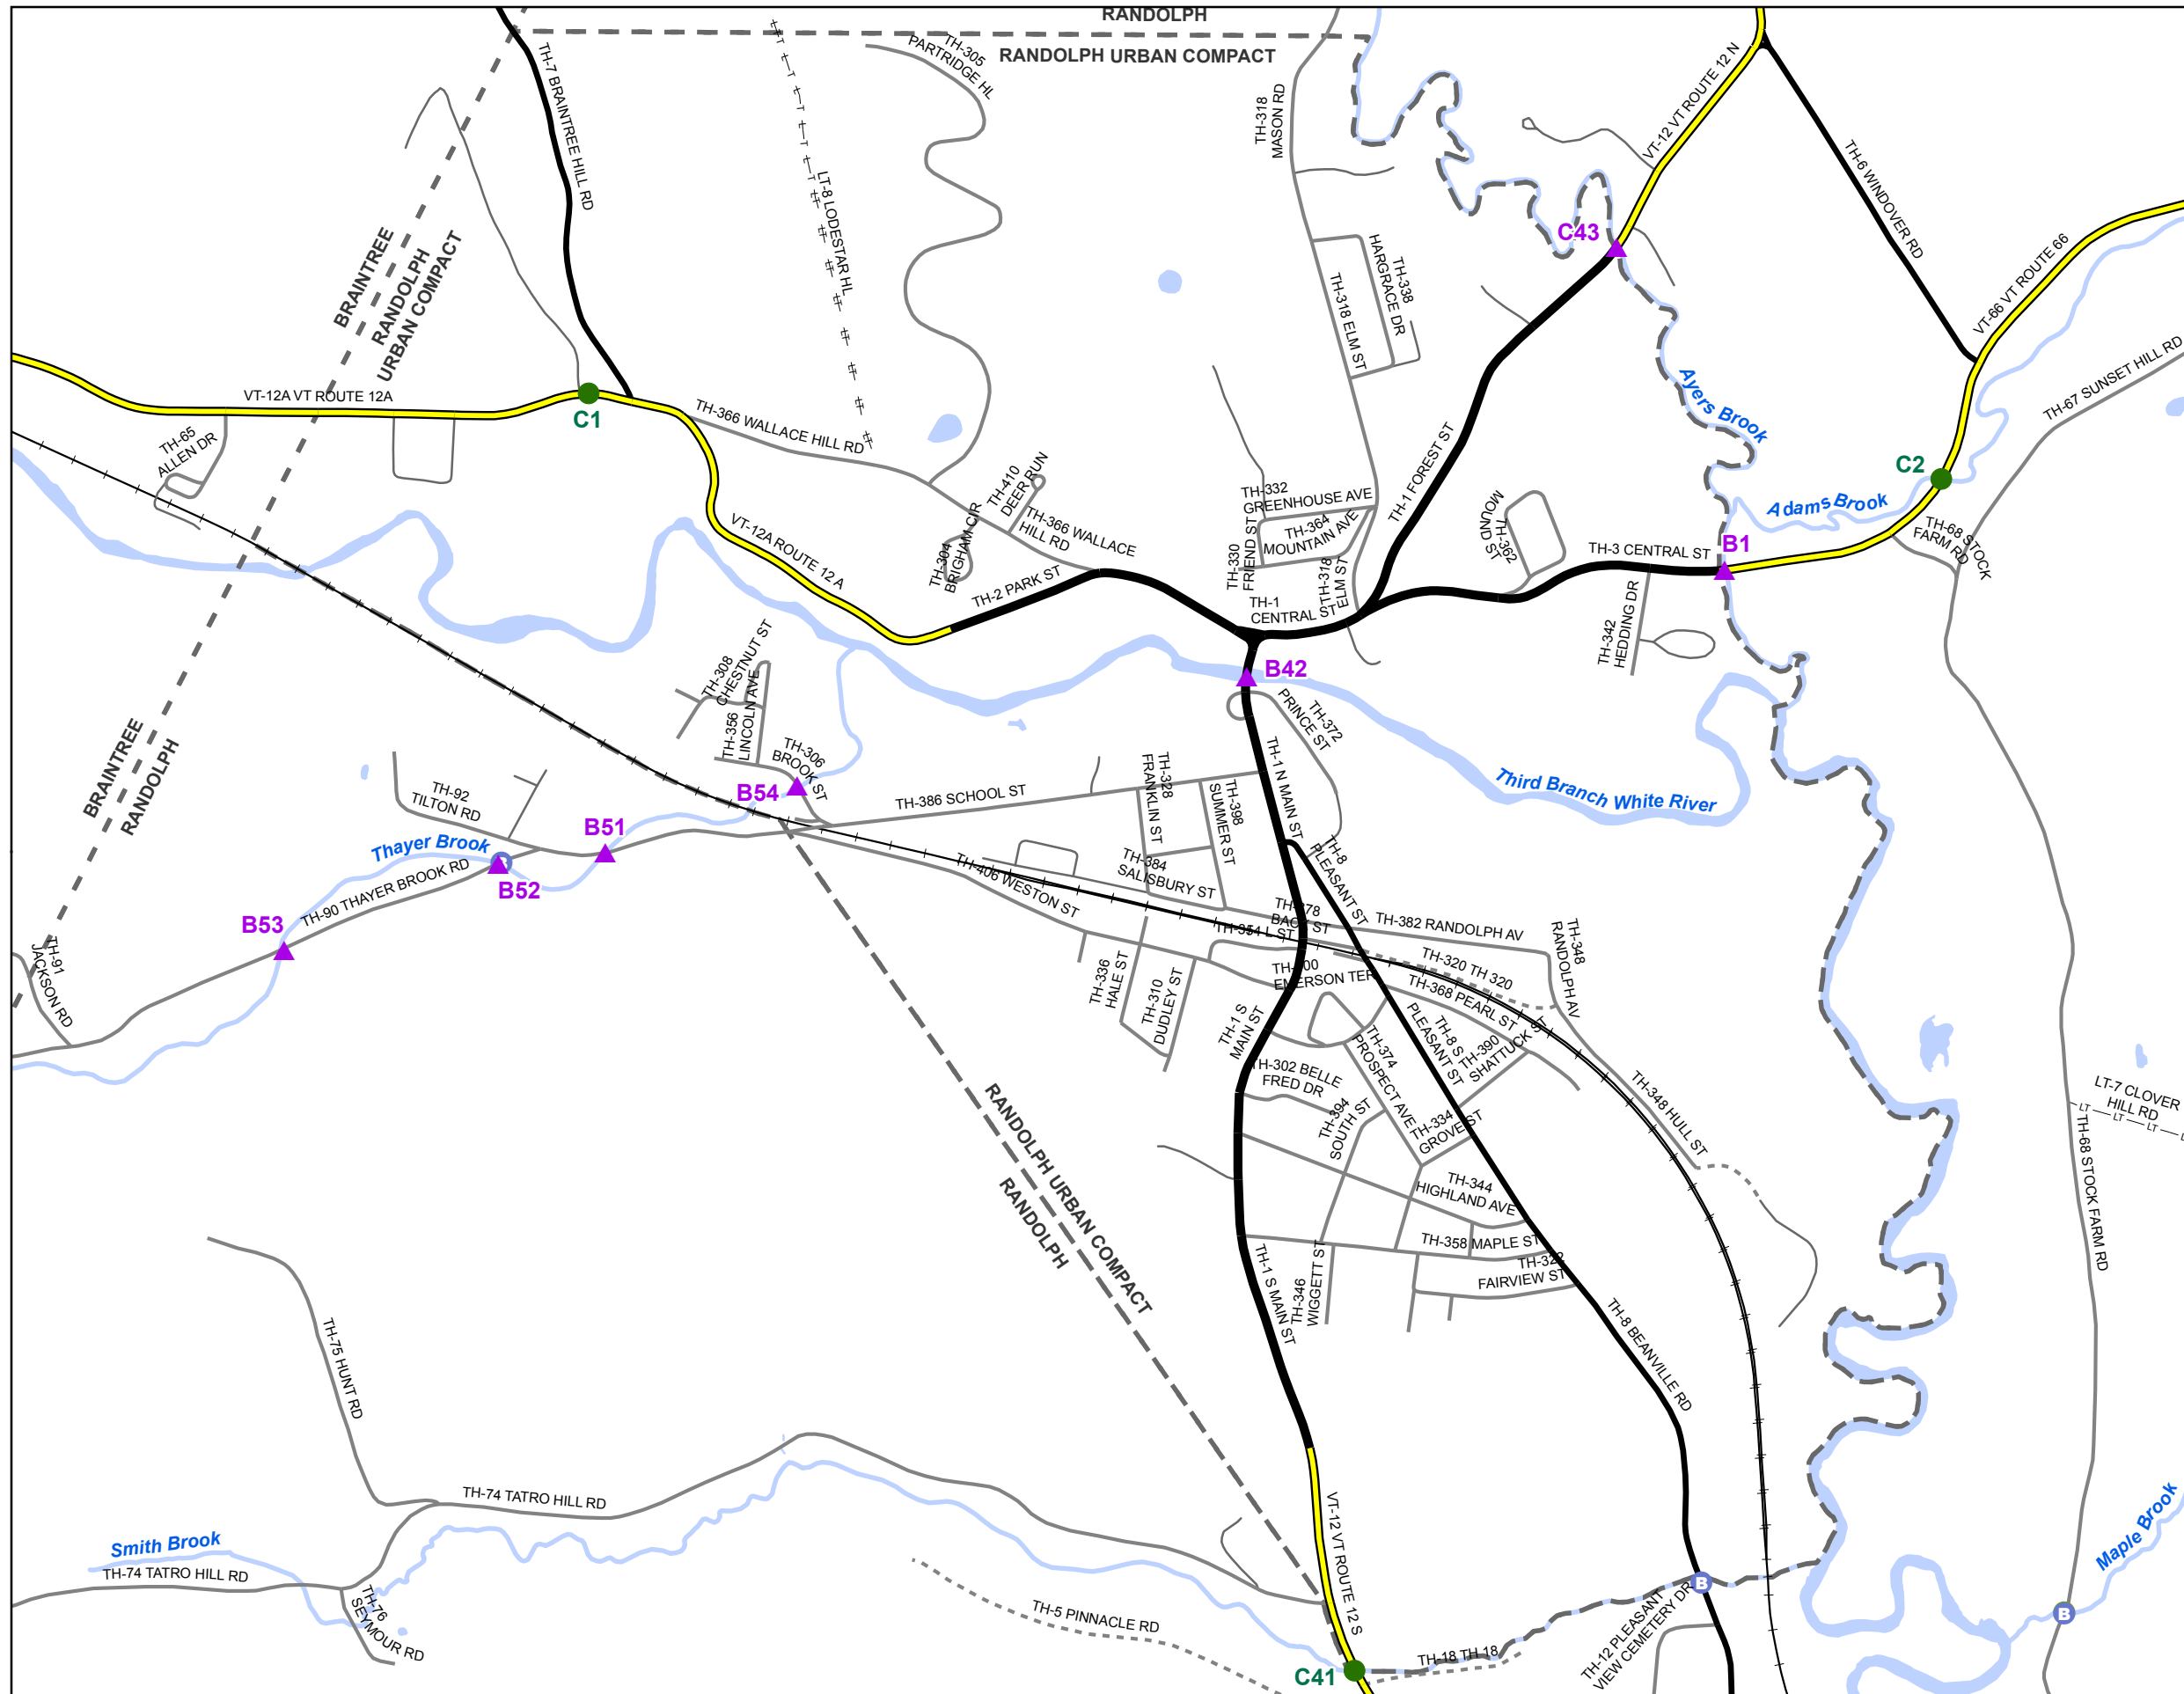 RANDOLPH
RANDOLPH URBAN COMPACT
TH-7 BRAINTREE HILL RD
TH-305
PARTRIDGE HL
LT-8 LODESTAR HL
TH-318
MASON RD
VT-12 VT ROUTE 12 N
TH-6 WINDOVER RD
BRAINTREE
RANDOLPH
URBAN COMPACT
C43
TH-338
HARGRACE DR
TH-318 ELM ST
VT-66 VT ROUTE 66
TH-67 SUNSET HILL RD
VT-12A VT ROUTE 12A
C1
TH-65
ALLEN DR
TH-366 WALLACE HILL RD
Ayers Brook
TH-1 FOREST ST
C2
TH-410
DEER RUN
TH-332
GREENHOUSE AVE
TH-364
MOUNTAIN AVE
TH-362
MOUND ST
Adams Brook
TH-68 STOCK
FARM RD
VT-12A ROUTE 12 A
TH-304
BRIGHAM CIR
TH-366 WALLACE
HILL RD
TH-330
FRIEND ST
TH-318
ELM ST
TH-3 CENTRAL ST
B1
TH-2 PARK ST
TH-1
CENTRAL ST
TH-342
HEDDING DR
TH-308
CHESTNUT ST
TH-356
LINCOLN AVE
B42
TH-372
PRINCE ST
TH-306
BROOK ST
B54
BRAINTREE
RANDOLPH
TH-92
TILTON RD
TH-386 SCHOOL ST
TH-328
FRANKLIN ST
TH-398
SUMMER ST
TH-1 N MAIN ST
Third Branch White River
B51
Thayer Brook
B
B52
TH-90 THAYER BROOK RD
B53
TH-91
JACKSON RD
TH-406 WESTON ST
TH-384
SALISBURY ST
TH-8
PLEASANT ST
TH-378
BACK ST
TH-354 L ST
TH-382 RANDOLPH AV
TH-348
RANDOLPH AV
TH-320 TH 320
TH-336
HALE ST
TH-310
DUDLEY ST
EMERSON TER
TH-368 PEARL ST
TH-1 S
MAIN ST
TH-374
PROSPECT AVE
TH-8 S
PLEASANT ST
TH-390
SHATTUCK ST
TH-302 BELLE
FRED DR
TH-394
SOUTH ST
TH-334
GROVE ST
TH-348 HULL ST
LT-7 CLOVER
HILL RD
LT
LT
LT
TH-68 STOCK FARM RD
RANDOLPH URBAN COMPACT
RANDOLPH
TH-344
HIGHLAND AVE
TH-358 MAPLE ST
TH-322
FAIRVIEW ST
TH-346
WIGGETT ST
TH-1 S MAIN ST
TH-8 BEANVILLE RD
TH-75 HUNT RD
TH-74 TATRO HILL RD
Smith Brook
TH-74 TATRO HILL RD
TH-76
SEYMOUR RD
TH-5 PINNACLE RD
VT-12 VT ROUTE 12 S
TH-18 TH 18
C41
TH-12 PLEASANT
VIEW CEMETERY DR
B
B
Maple Brook